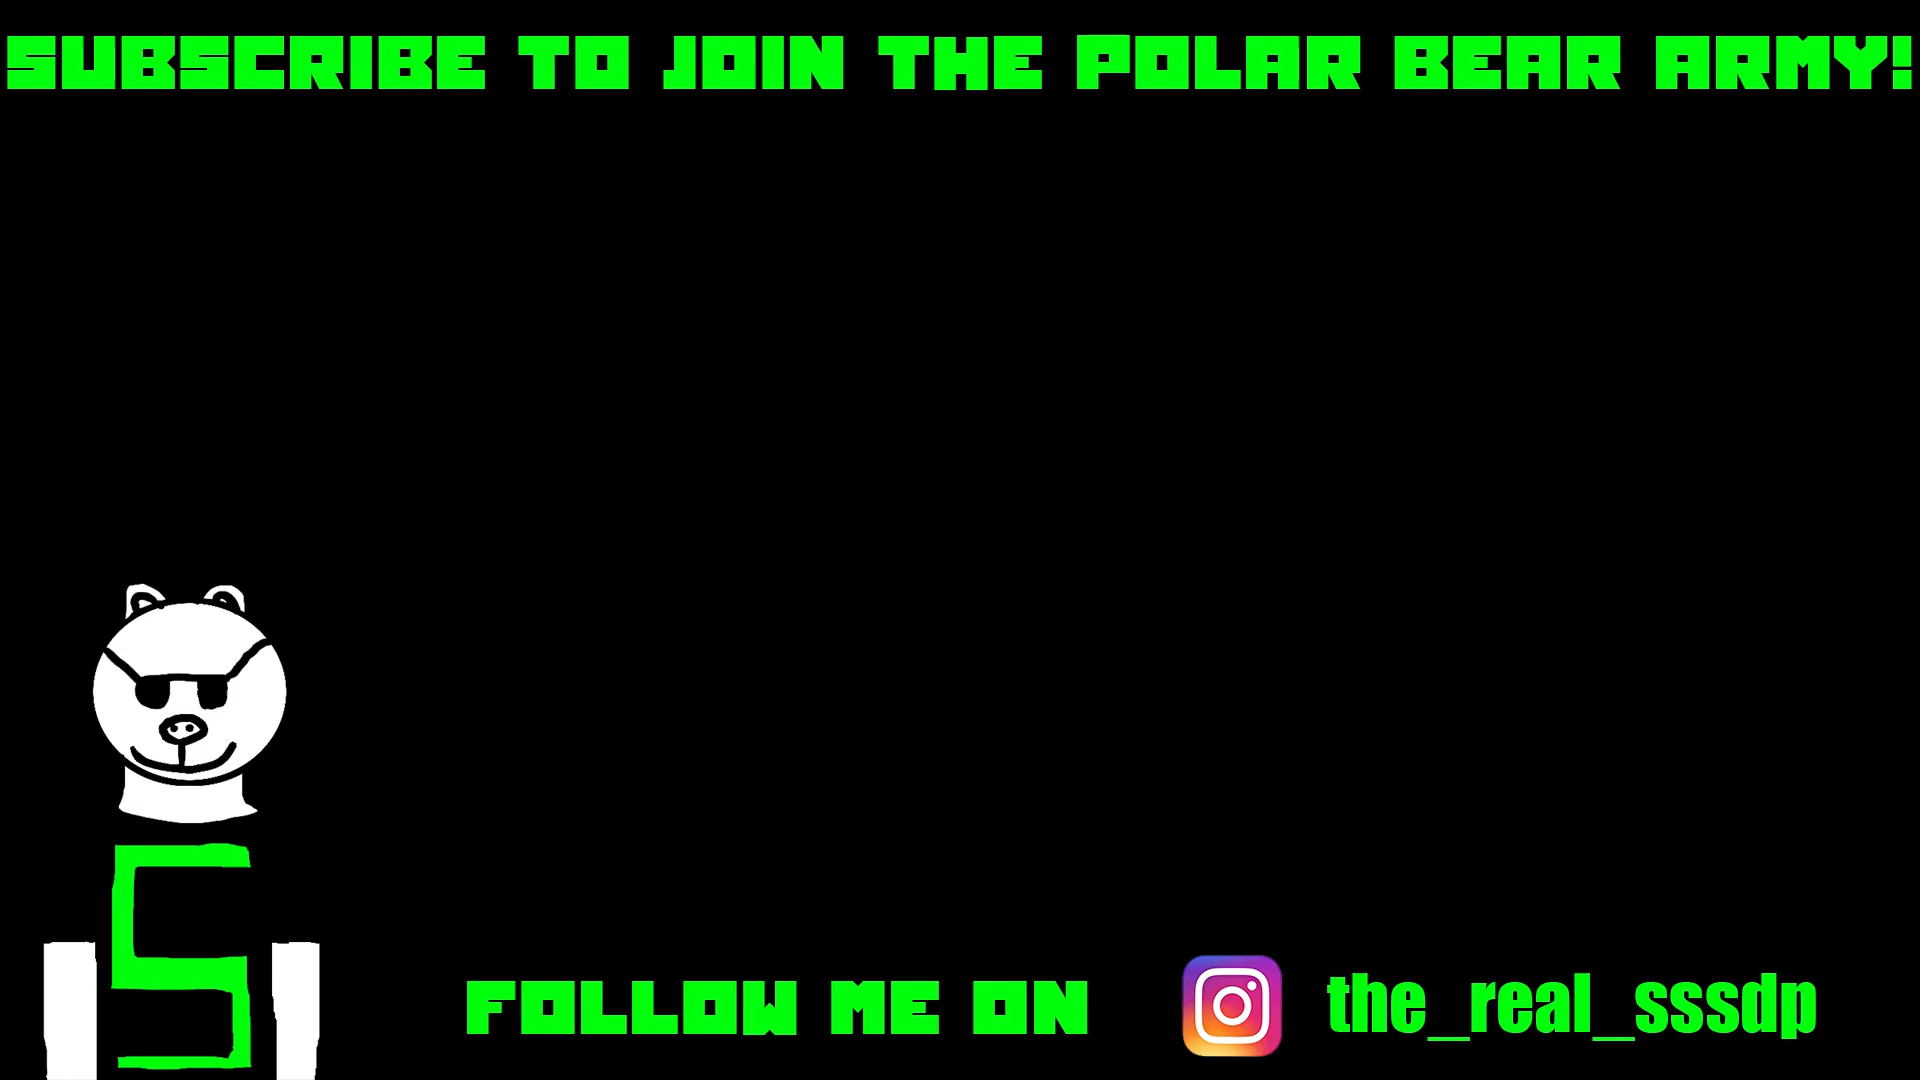 SUBSCRIBE TO JOIN THE POLAR BEAR ARMY!
S
FOLLOW ME ON the_real_sssdp